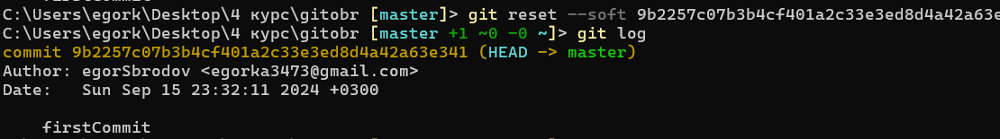 C:\Users\egork\Desktop\4 курс\gitobr [master]> git reset --soft 9b2257c07b3b4cf401a2c33e3ed8d4a42a63e
C:\Users\egork\Desktop\4 курс\gitobr [master +1 ~0 -0 ~]> git log
commit 9b2257c07b3b4cf401a2c33e3ed8d4a42a63e341 (HEAD -> master)
Author: egorSbrodov <egorka3473@gmail.com>
Date:   Sun Sep 15 23:32:11 2024 +0300
firstCommit